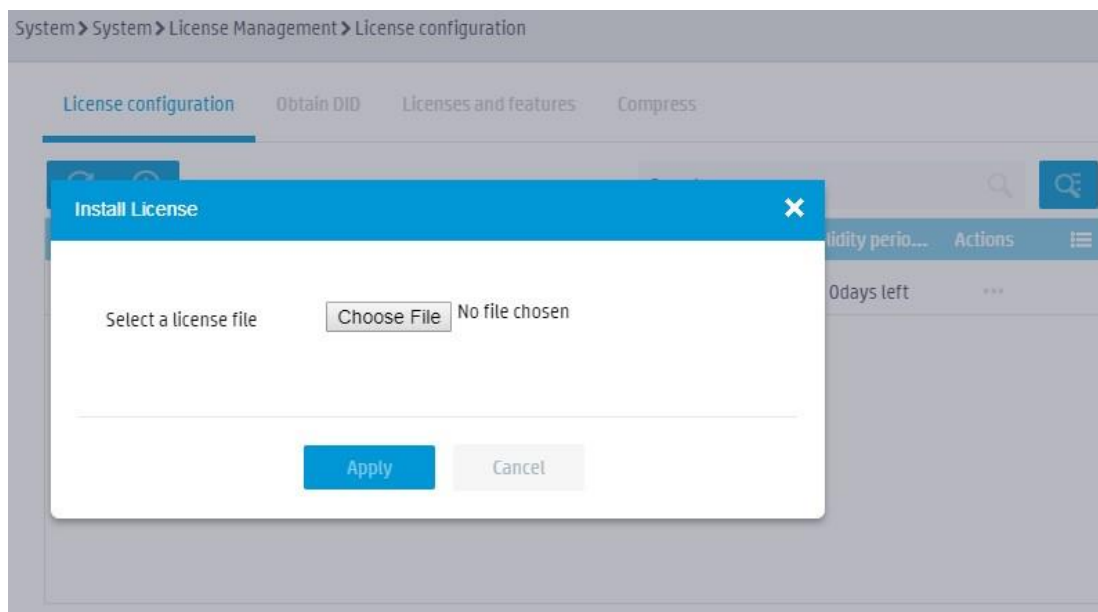 System > System > License Management > License configuration
License configuration Obtain DID Licenses and features Compress
Install License
lidity perio... Actions
Select a license file Choose File No file chosen
0days left ...
Apply Cancel